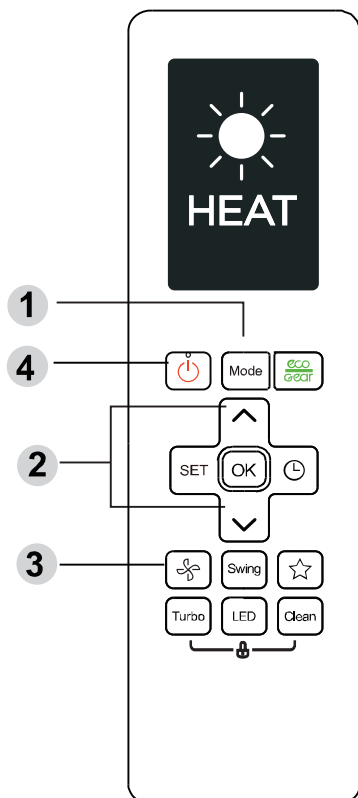 HEAT
1
Mode
eco
Gear
4
2
SET OK
3
Swing
Turbo LED Clean